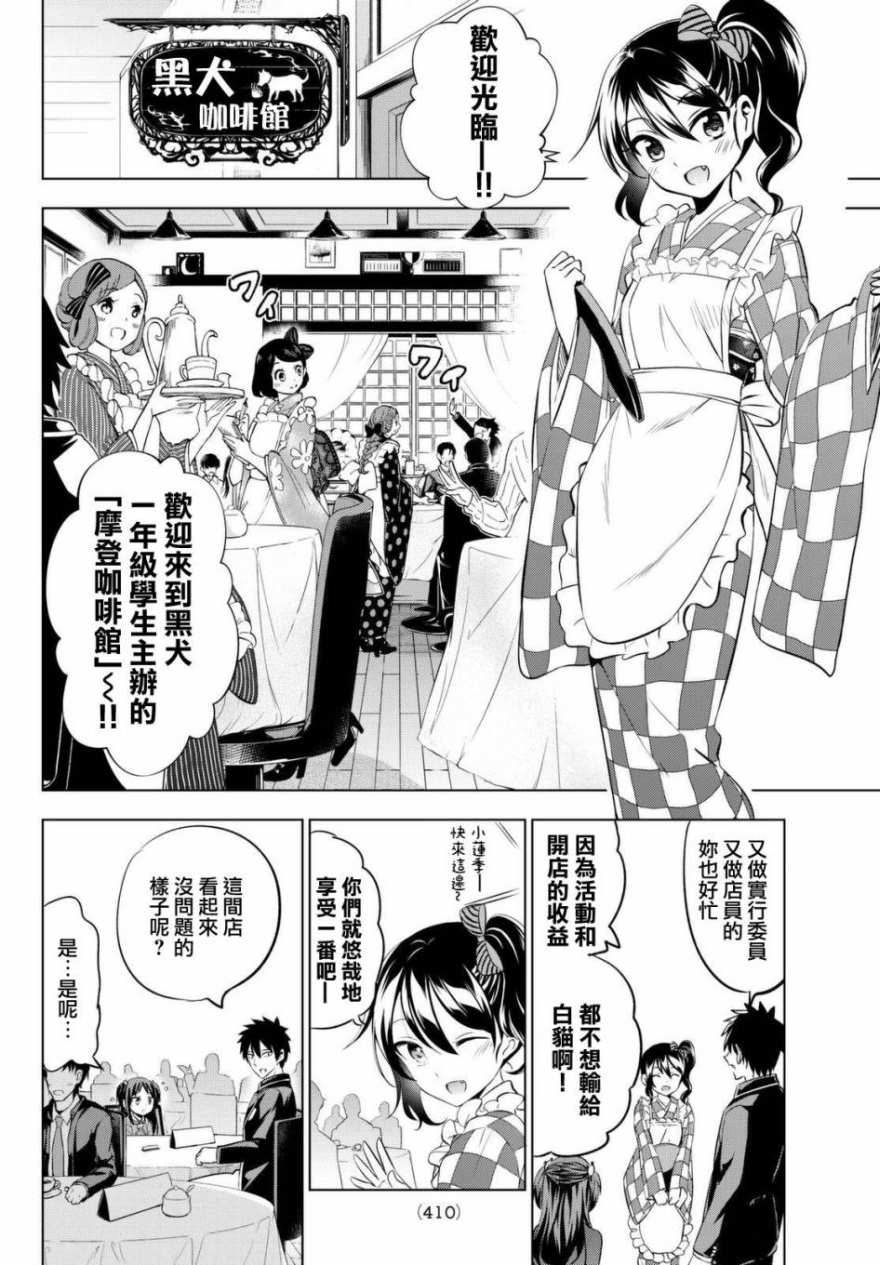 黑犬
咖啡館
歡迎光臨—!!
ワイ
ワイ
歡迎來到黑犬
一年級學生主辦的
「摩登咖啡館」～!!
又做實行委員
又做店員的
妳也好忙
因為活動和
開店的收益
都不想輸給
白貓啊!
小蓮季—
快來這邊～
你們就悠哉地
享受一番吧—
這間店
看起來
沒問題的
樣子呢?
是…是呢…
(410)